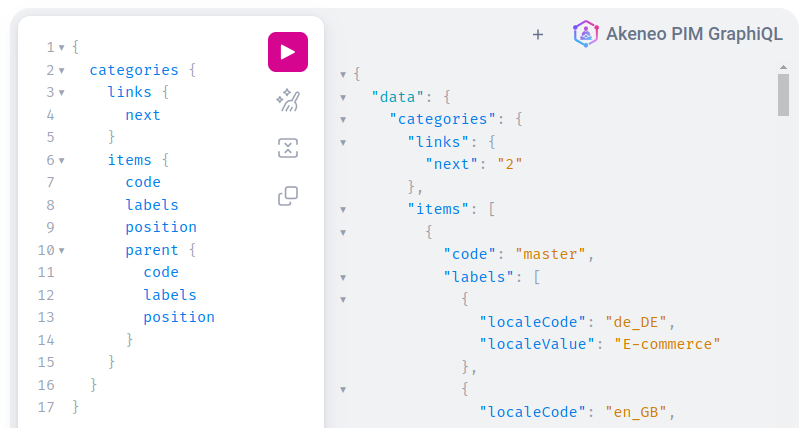 1 {
2 categories {
3 links {
4 next
5 }
6 items {
7 code
8 labels
9 position
10 parent {
11 code
12 labels
13 position
14 }
15 }
16 }
17 }
+ Akeneo PIM GraphiQL
{
"data": {
"categories": {
"links": {
"next": "2"
},
"items": [
{
"code": "master",
"labels": [
{
"localeCode": "de_DE",
"localeValue": "E-commerce"
},
{
"localeCode": "en_GB",